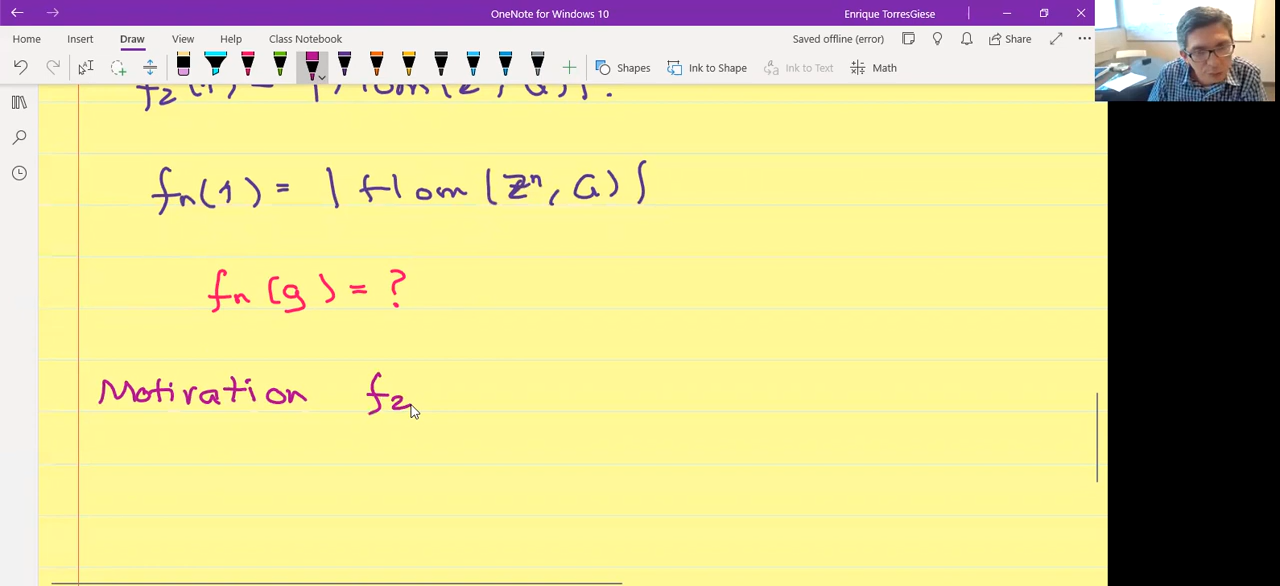 OneNote for Windows 10
Enrique TorresGiese
Home Insert Draw View Help Class Notebook
Saved offline (error)
Share
Shapes
Ink to Shape
Ink to Text
Math
fn(1) = | Hom(Zⁿ, G) |
fn(g) = ?
Motivation f₂